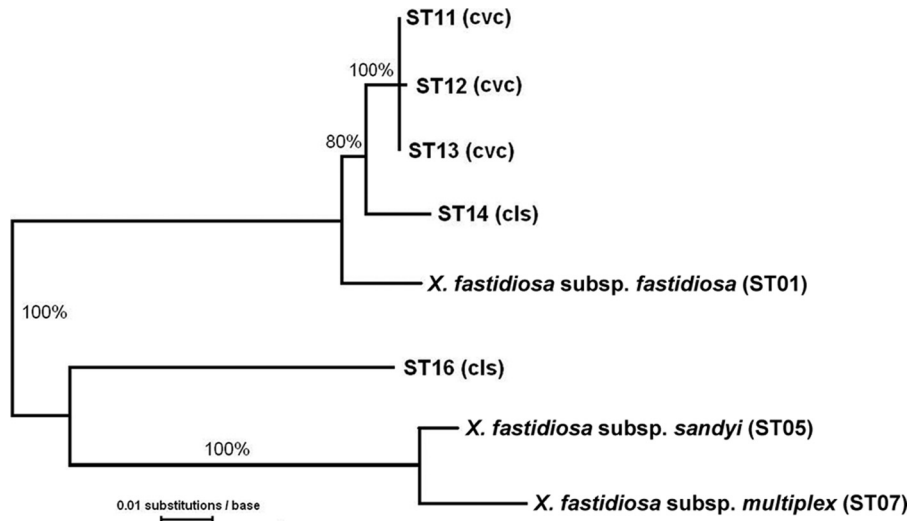 ST11 (cvc)
100%
ST12 (cvc)
80%
ST13 (cvc)
ST14 (cls)
X. fastidiosa subsp. fastidiosa (ST01)
100%
ST16 (cls)
X. fastidiosa subsp. sandyi (ST05)
100%
X. fastidiosa subsp. multiplex (ST07)
0.01 substitutions / base